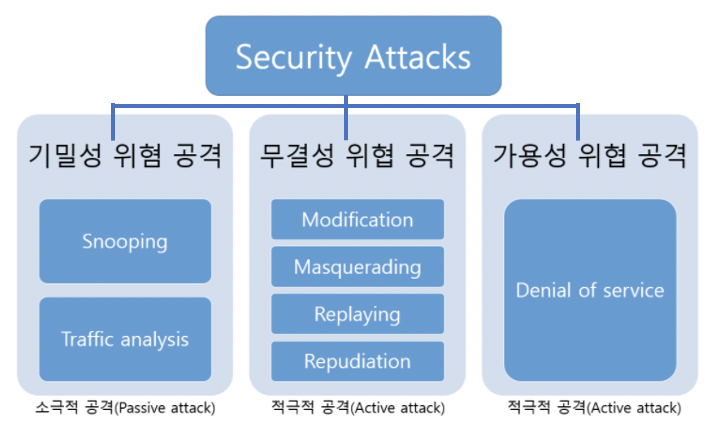 Security Attacks
기밀성 위혐 공격
무결성 위협 공격
가용성 위협 공격
Snooping
Traffic analysis
Modification
Masquerading
Replaying
Repudiation
Denial of service
소극적 공격(Passive attack)
적극적 공격(Active attack)
적극적 공격(Active attack)